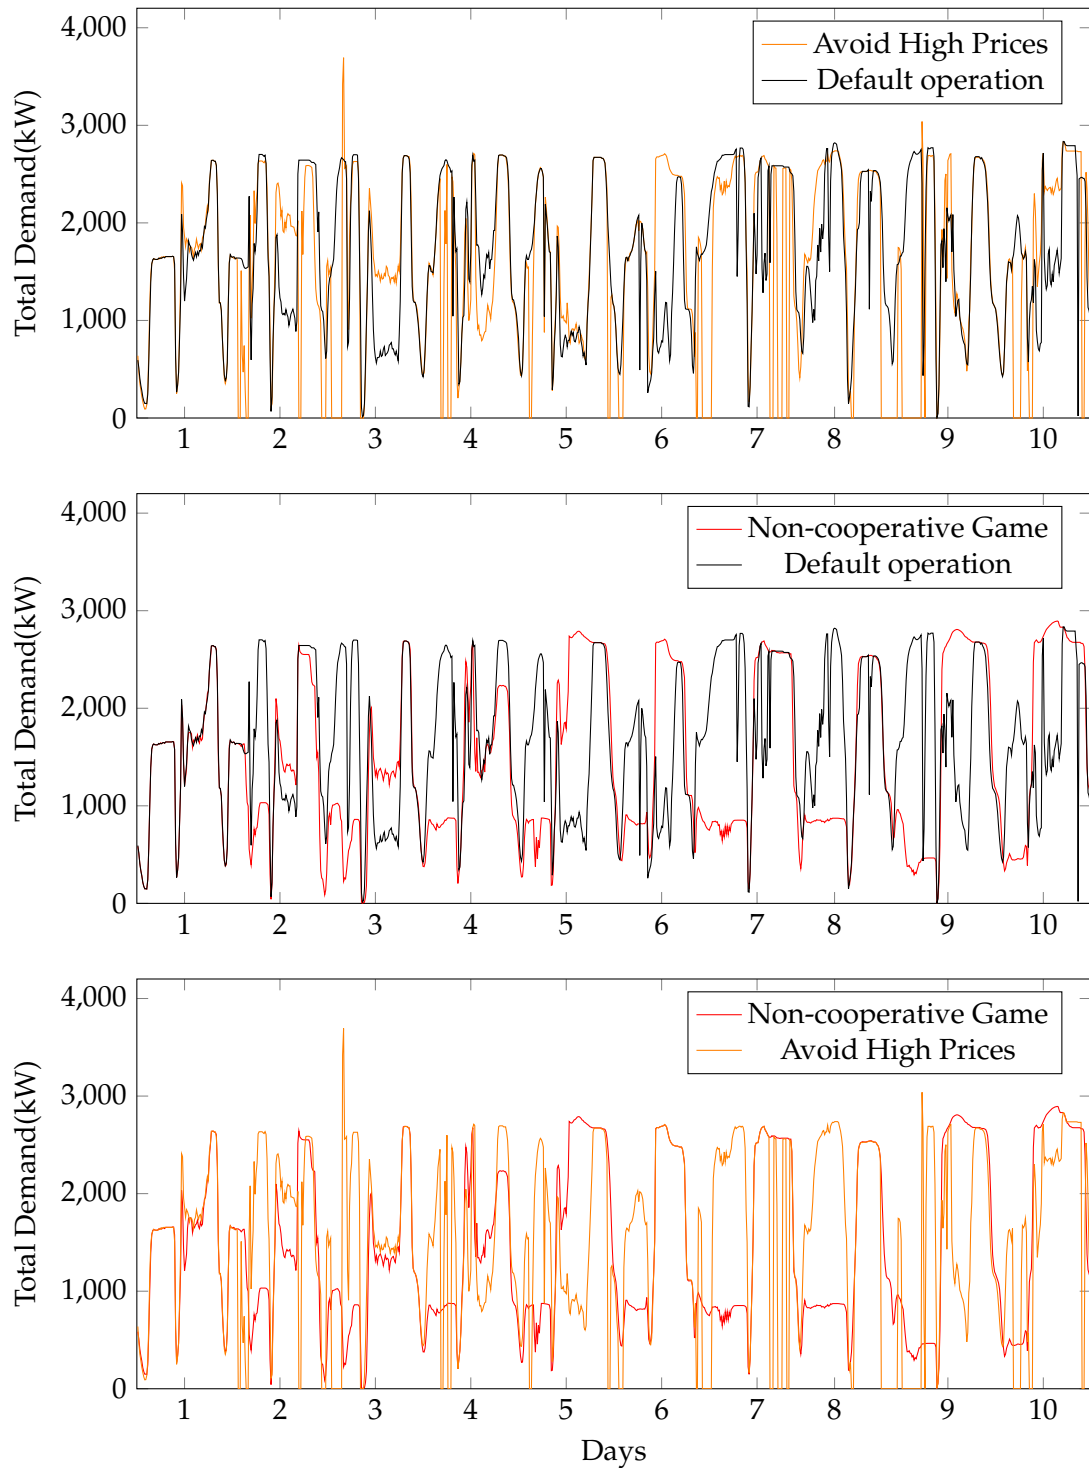 4,000
3,000
2,000
1,000
0
Total Demand(kW)
Avoid High Prices
Default operation
1 2 3 4 5 6 7 8 9 10
4,000
3,000
2,000
1,000
0
Total Demand(kW)
Non-cooperative Game
Default operation
1 2 3 4 5 6 7 8 9 10
4,000
3,000
2,000
1,000
0
Total Demand(kW)
Non-cooperative Game
Avoid High Prices
1 2 3 4 5 6 7 8 9 10
Days